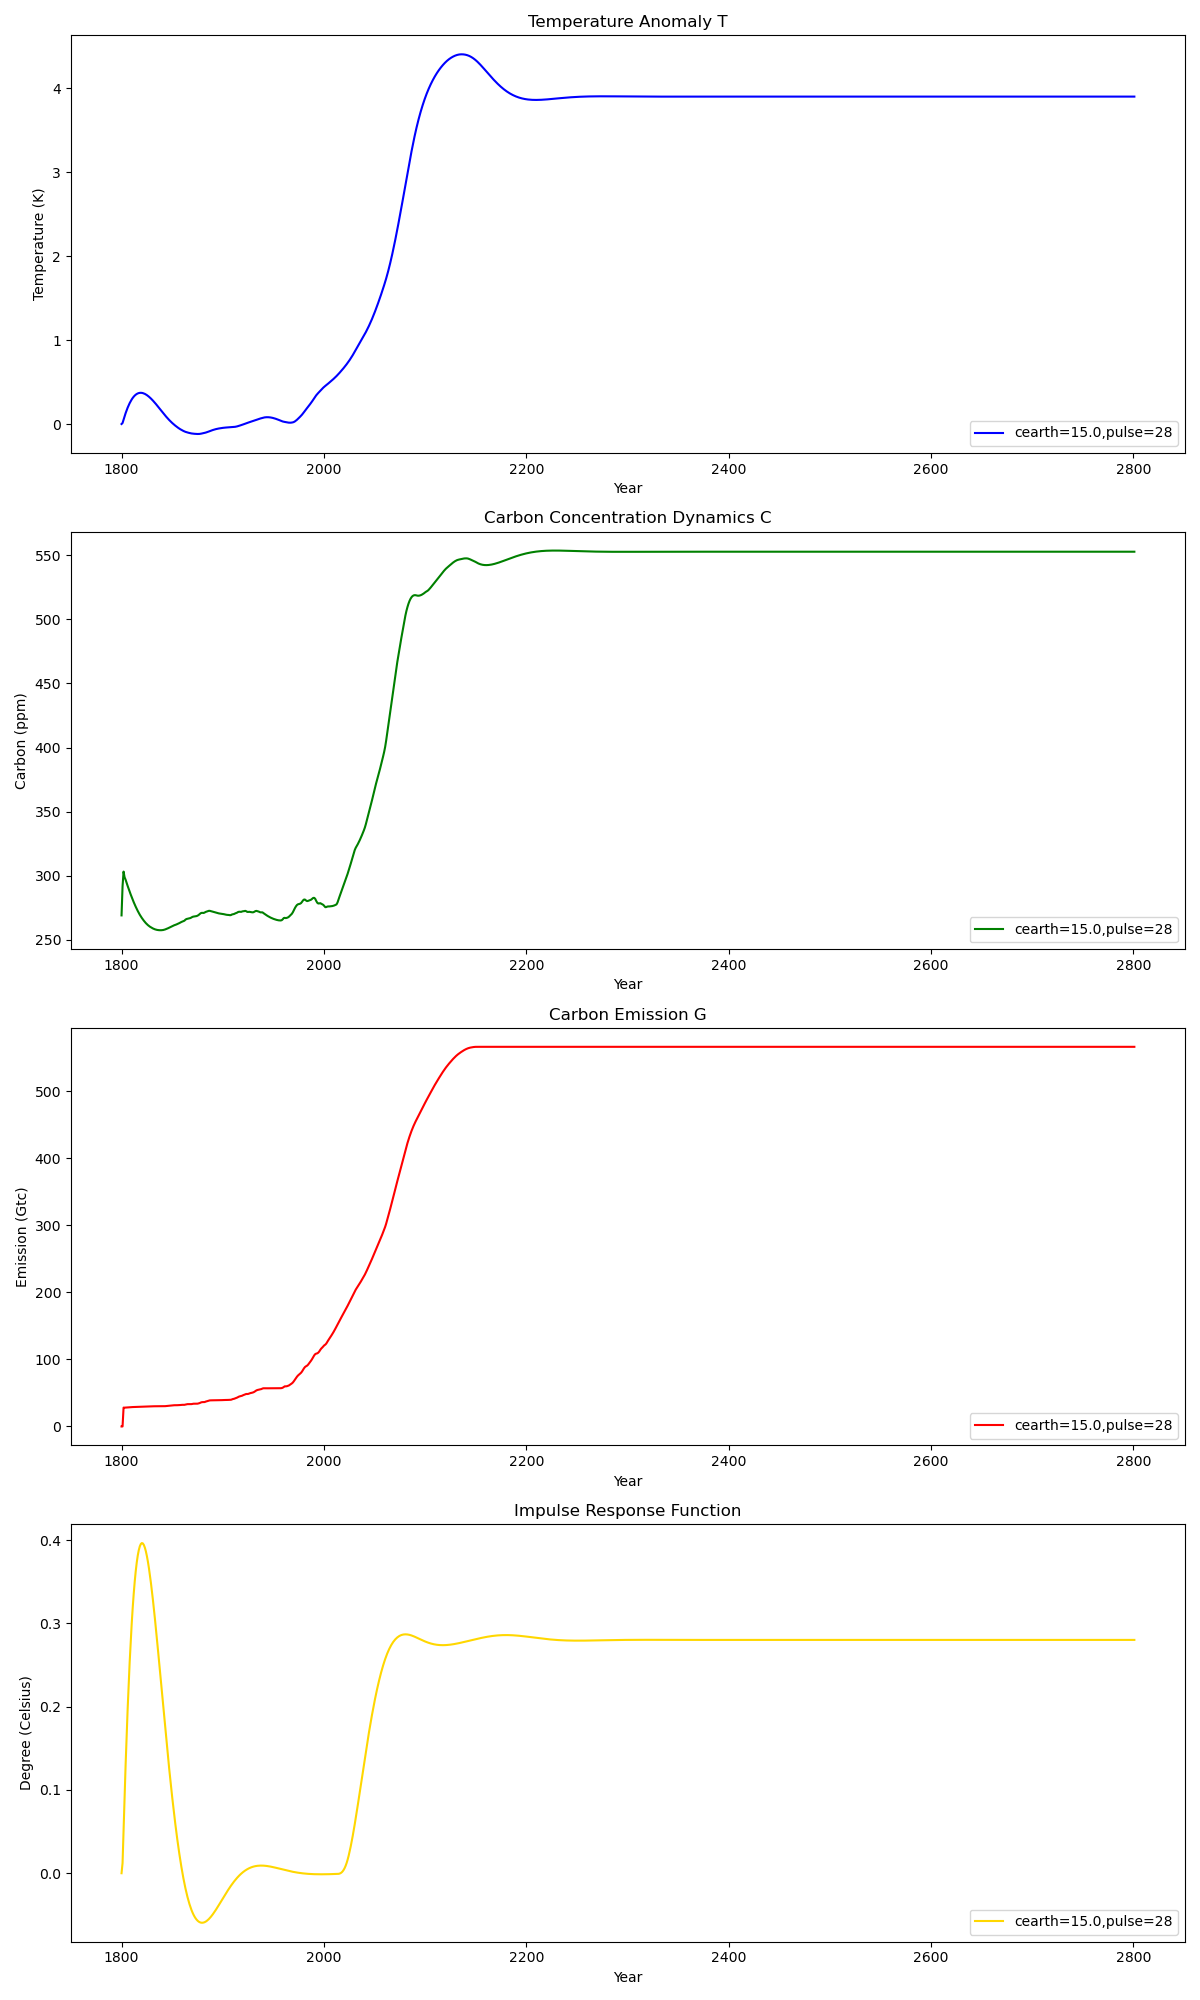 Temperature Anomaly T
4
3
2
1
0
Temperature (K)
cearth=15.0,pulse=28
1800 2000 2200 2400 2600 2800
Year
Carbon Concentration Dynamics C
550
500
450
400
350
300
250
Carbon (ppm)
cearth=15.0,pulse=28
1800 2000 2200 2400 2600 2800
Year
Carbon Emission G
500
400
300
200
100
0
Emission (Gtc)
cearth=15.0,pulse=28
1800 2000 2200 2400 2600 2800
Year
Impulse Response Function
0.4
0.3
0.2
0.1
0.0
Degree (Celsius)
cearth=15.0,pulse=28
1800 2000 2200 2400 2600 2800
Year